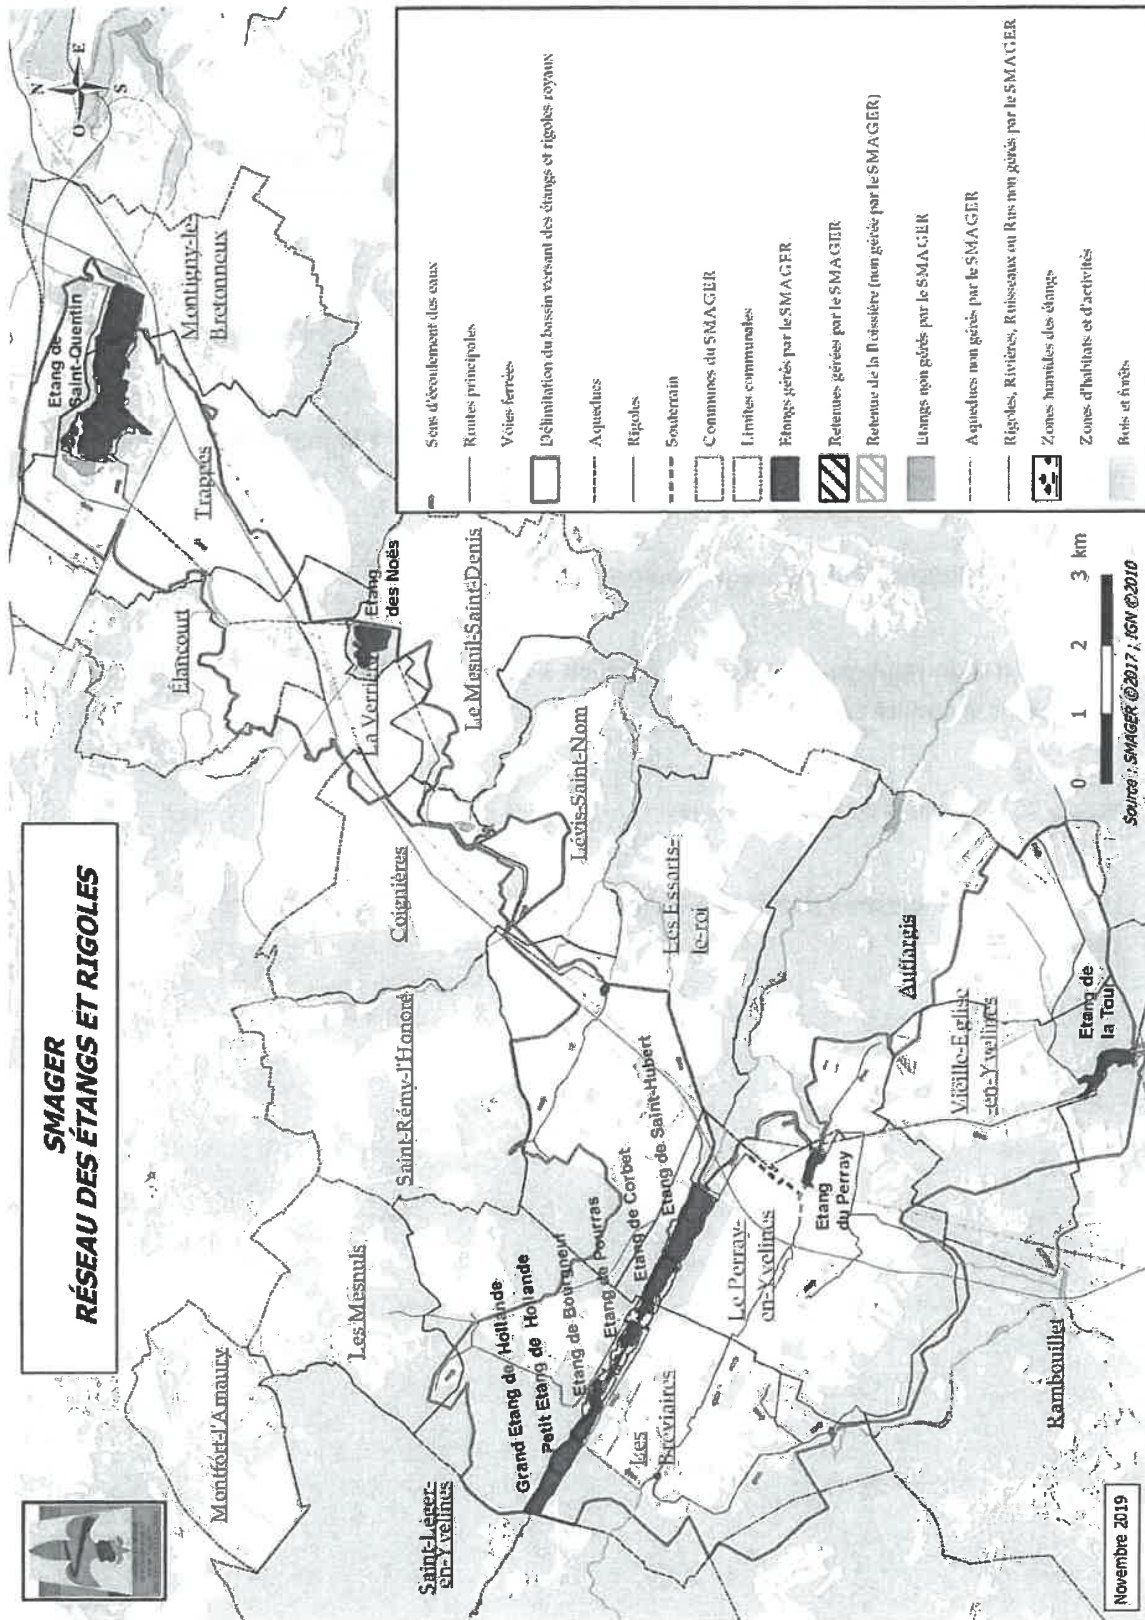 SMAGER
RÉSEAU DES ÉTANGS ET RIGOLES
N
E
S
O
Etang de
Saint-Quentin
Montigny-le-
Bretonneux
Trappes
Élancourt
La Verrière
Etang
des Noës
Le Mesnil-Saint-Denis
Coignières
Lévis-Saint-Nom
Saint-Rémy-l'Honoré
Les Essarts-
le-roi
Les Mesnuls
Montfort-l'Amaury
Saint-Léger-
en-Yvelines
Grand Etang de Hollande
Petit Etang de Hollande
Etang de Bourgneuf
Etang de Pourras
Etang de Corbet
Etang de Saint-Hubert
Les
Bréviaires
Le Perray-
en-Yvelines
Etang
du Perray
Auffargis
Vieille-Eglise
-en-Yvelines
Etang de
la Tour
Rambouillet
Sens d'écoulement des eaux
Routes principales
Voies ferrées
Délimitation du bassin versant des étangs et rigoles royaux
Aqueducs
Rigoles
Souterrain
Communes du SMAGER
Limites communales
Etangs gérés par le SMAGER
Retenues gérées par le SMAGER
Retenue de la Boissière (non gérée par le SMAGER)
Etangs non gérés par le SMAGER
Aqueducs non gérés par le SMAGER
Rigoles, Rivières, Ruisseaux ou Rus non gérés par le SMAGER
Zones humides des étangs
Zones d'habitats et d'activités
Bois et forêts
0 1 2 3 km
Source : SMAGER ©2017 ; IGN ©2010
Novembre 2019